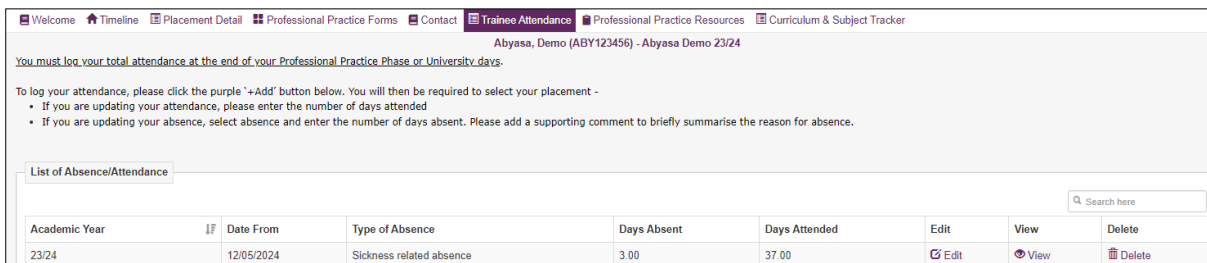 Welcome Timeline Placement Detail Professional Practice Forms Contact Trainee Attendance Professional Practice Resources Curriculum & Subject Tracker
Abyasa, Demo (ABY123456) - Abyasa Demo 23/24
You must log your total attendance at the end of your Professional Practice Phase or University days.
To log your attendance, please click the purple `+Add' button below. You will then be required to select your placement -
• If you are updating your attendance, please enter the number of days attended
• If you are updating your absence, select absence and enter the number of days absent. Please add a supporting comment to briefly summarise the reason for absence.
List of Absence/Attendance
Search here
Academic Year Date From Type of Absence Days Absent Days Attended Edit View Delete
23/24 12/05/2024 Sickness related absence 3.00 37.00 Edit View Delete